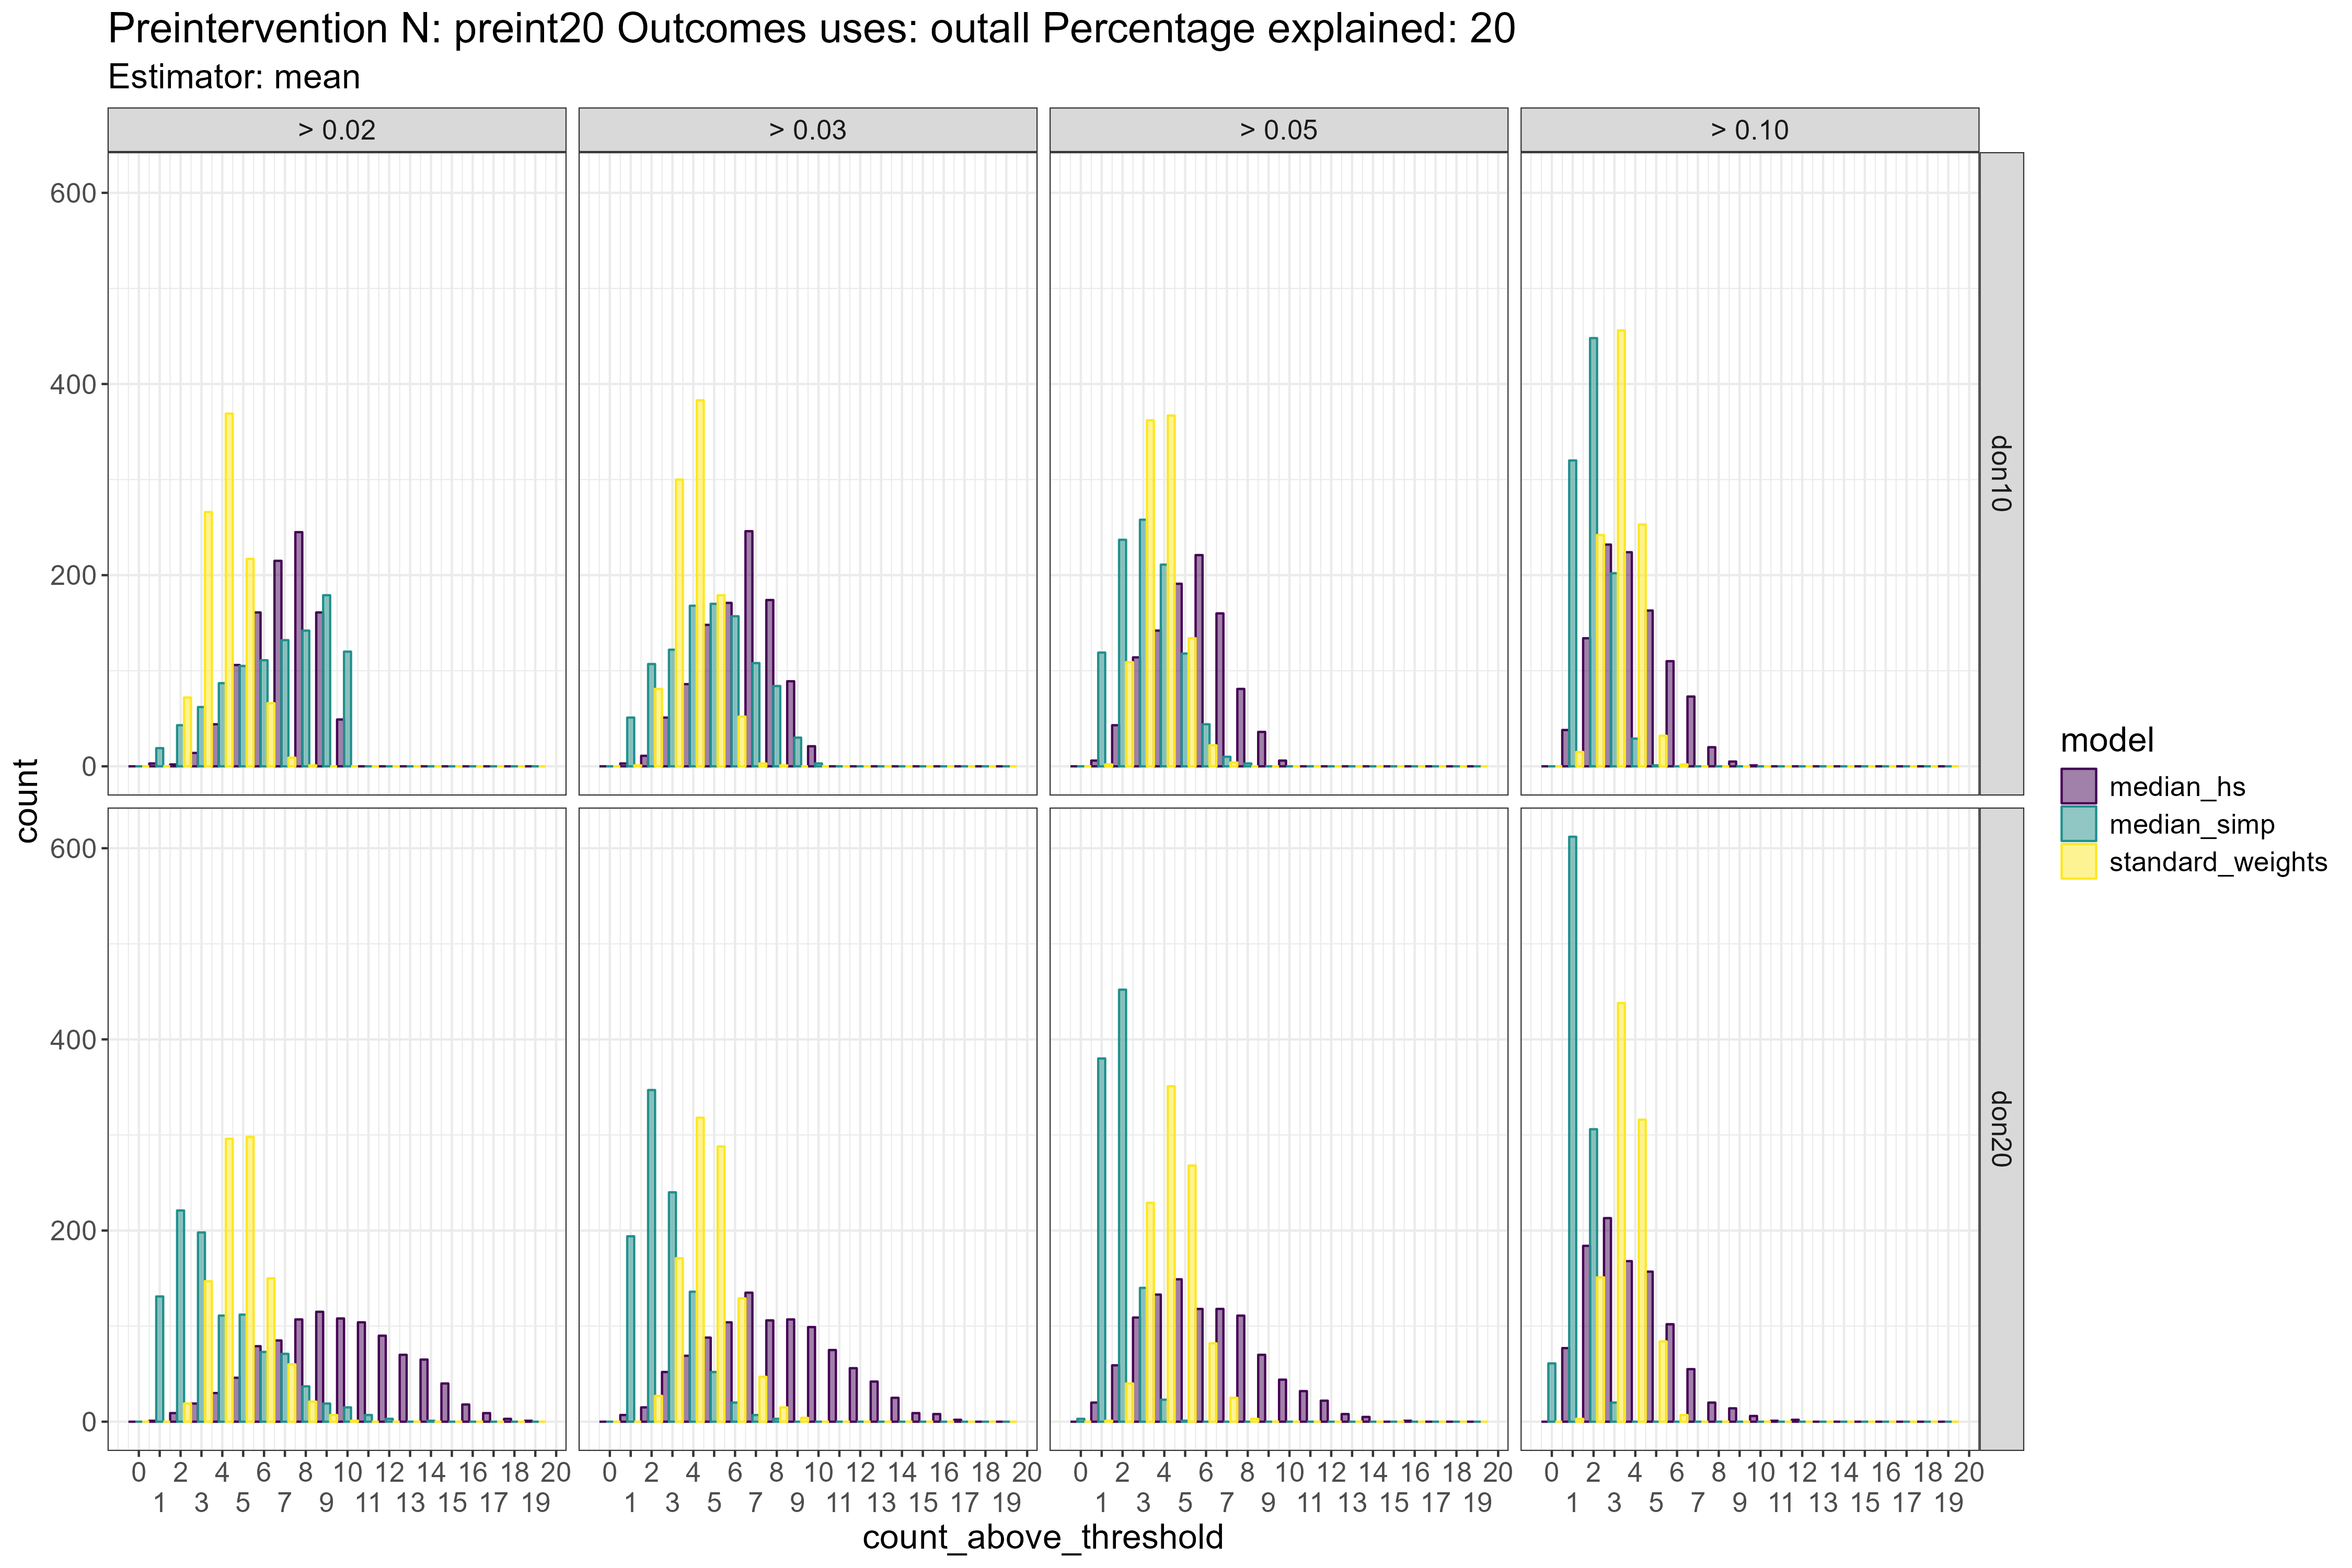 Preintervention N: preint20 Outcomes uses: outall Percentage explained: 20
Estimator: mean
> 0.02 > 0.03 > 0.05 > 0.10
600
400
200
0
don10
600
400
200
0
don20
count
0 2 4 6 8 10 12 14 16 18 20 0 2 4 6 8 10 12 14 16 18 20 0 2 4 6 8 10 12 14 16 18 20 0 2 4 6 8 10 12 14 16 18 20
1 3 5 7 9 11 13 15 17 19 1 3 5 7 9 11 13 15 17 19 1 3 5 7 9 11 13 15 17 19 1 3 5 7 9 11 13 15 17 19
count_above_threshold
model
median_hs
median_simp
standard_weights